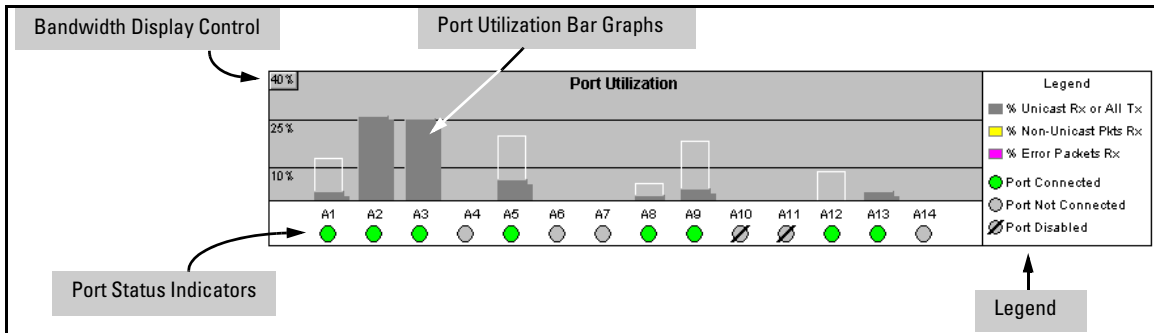 Bandwidth Display Control
Port Utilization Bar Graphs
40%
Port Utilization
25%
10%
A1 A2 A3 A4 A5 A6 A7 A8 A9 A10 A11 A12 A13 A14
Legend
% Unicast Rx or All Tx
% Non-Unicast Pkts Rx
% Error Packets Rx
Port Connected
Port Not Connected
Port Disabled
Port Status Indicators
Legend